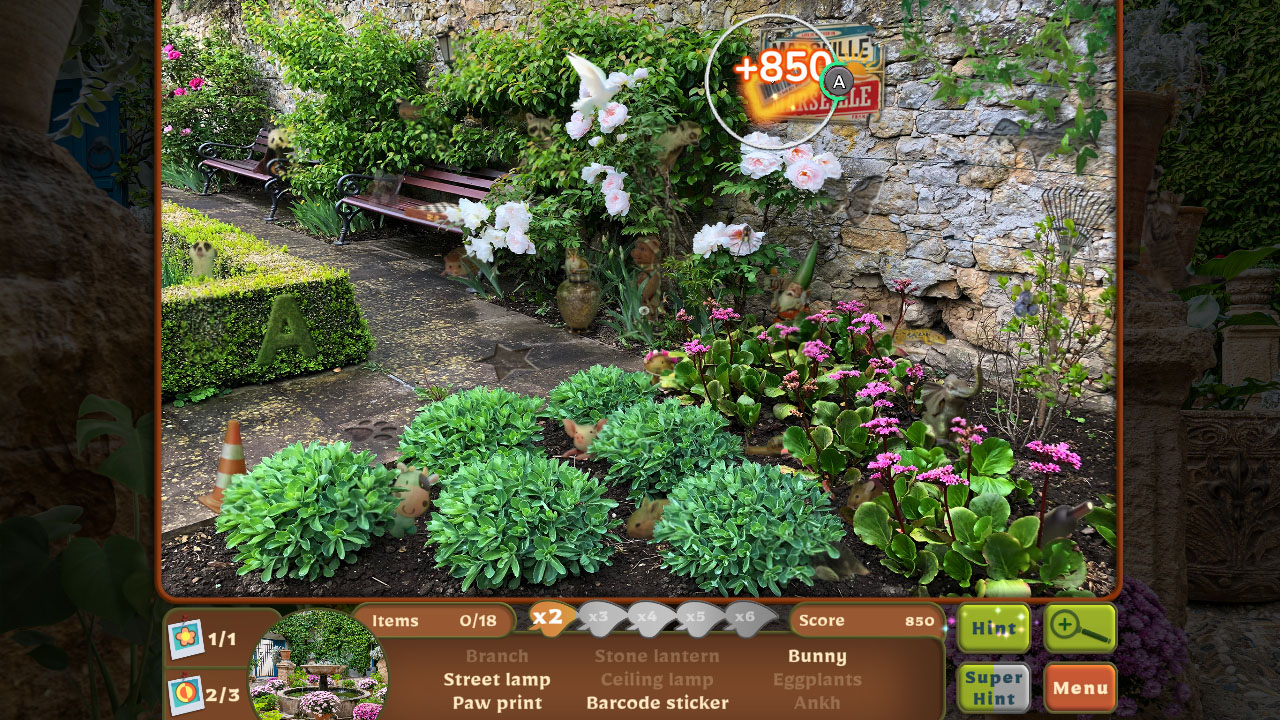 +850
A
A
Items 0/18
x2 x3 x4 x5 x6
Score 850
1/1
2/3
Branch
Stone lantern
Bunny
Street lamp
Ceiling lamp
Eggplants
Paw print
Barcode sticker
Ankh
Hint
Super
Hint
Menu